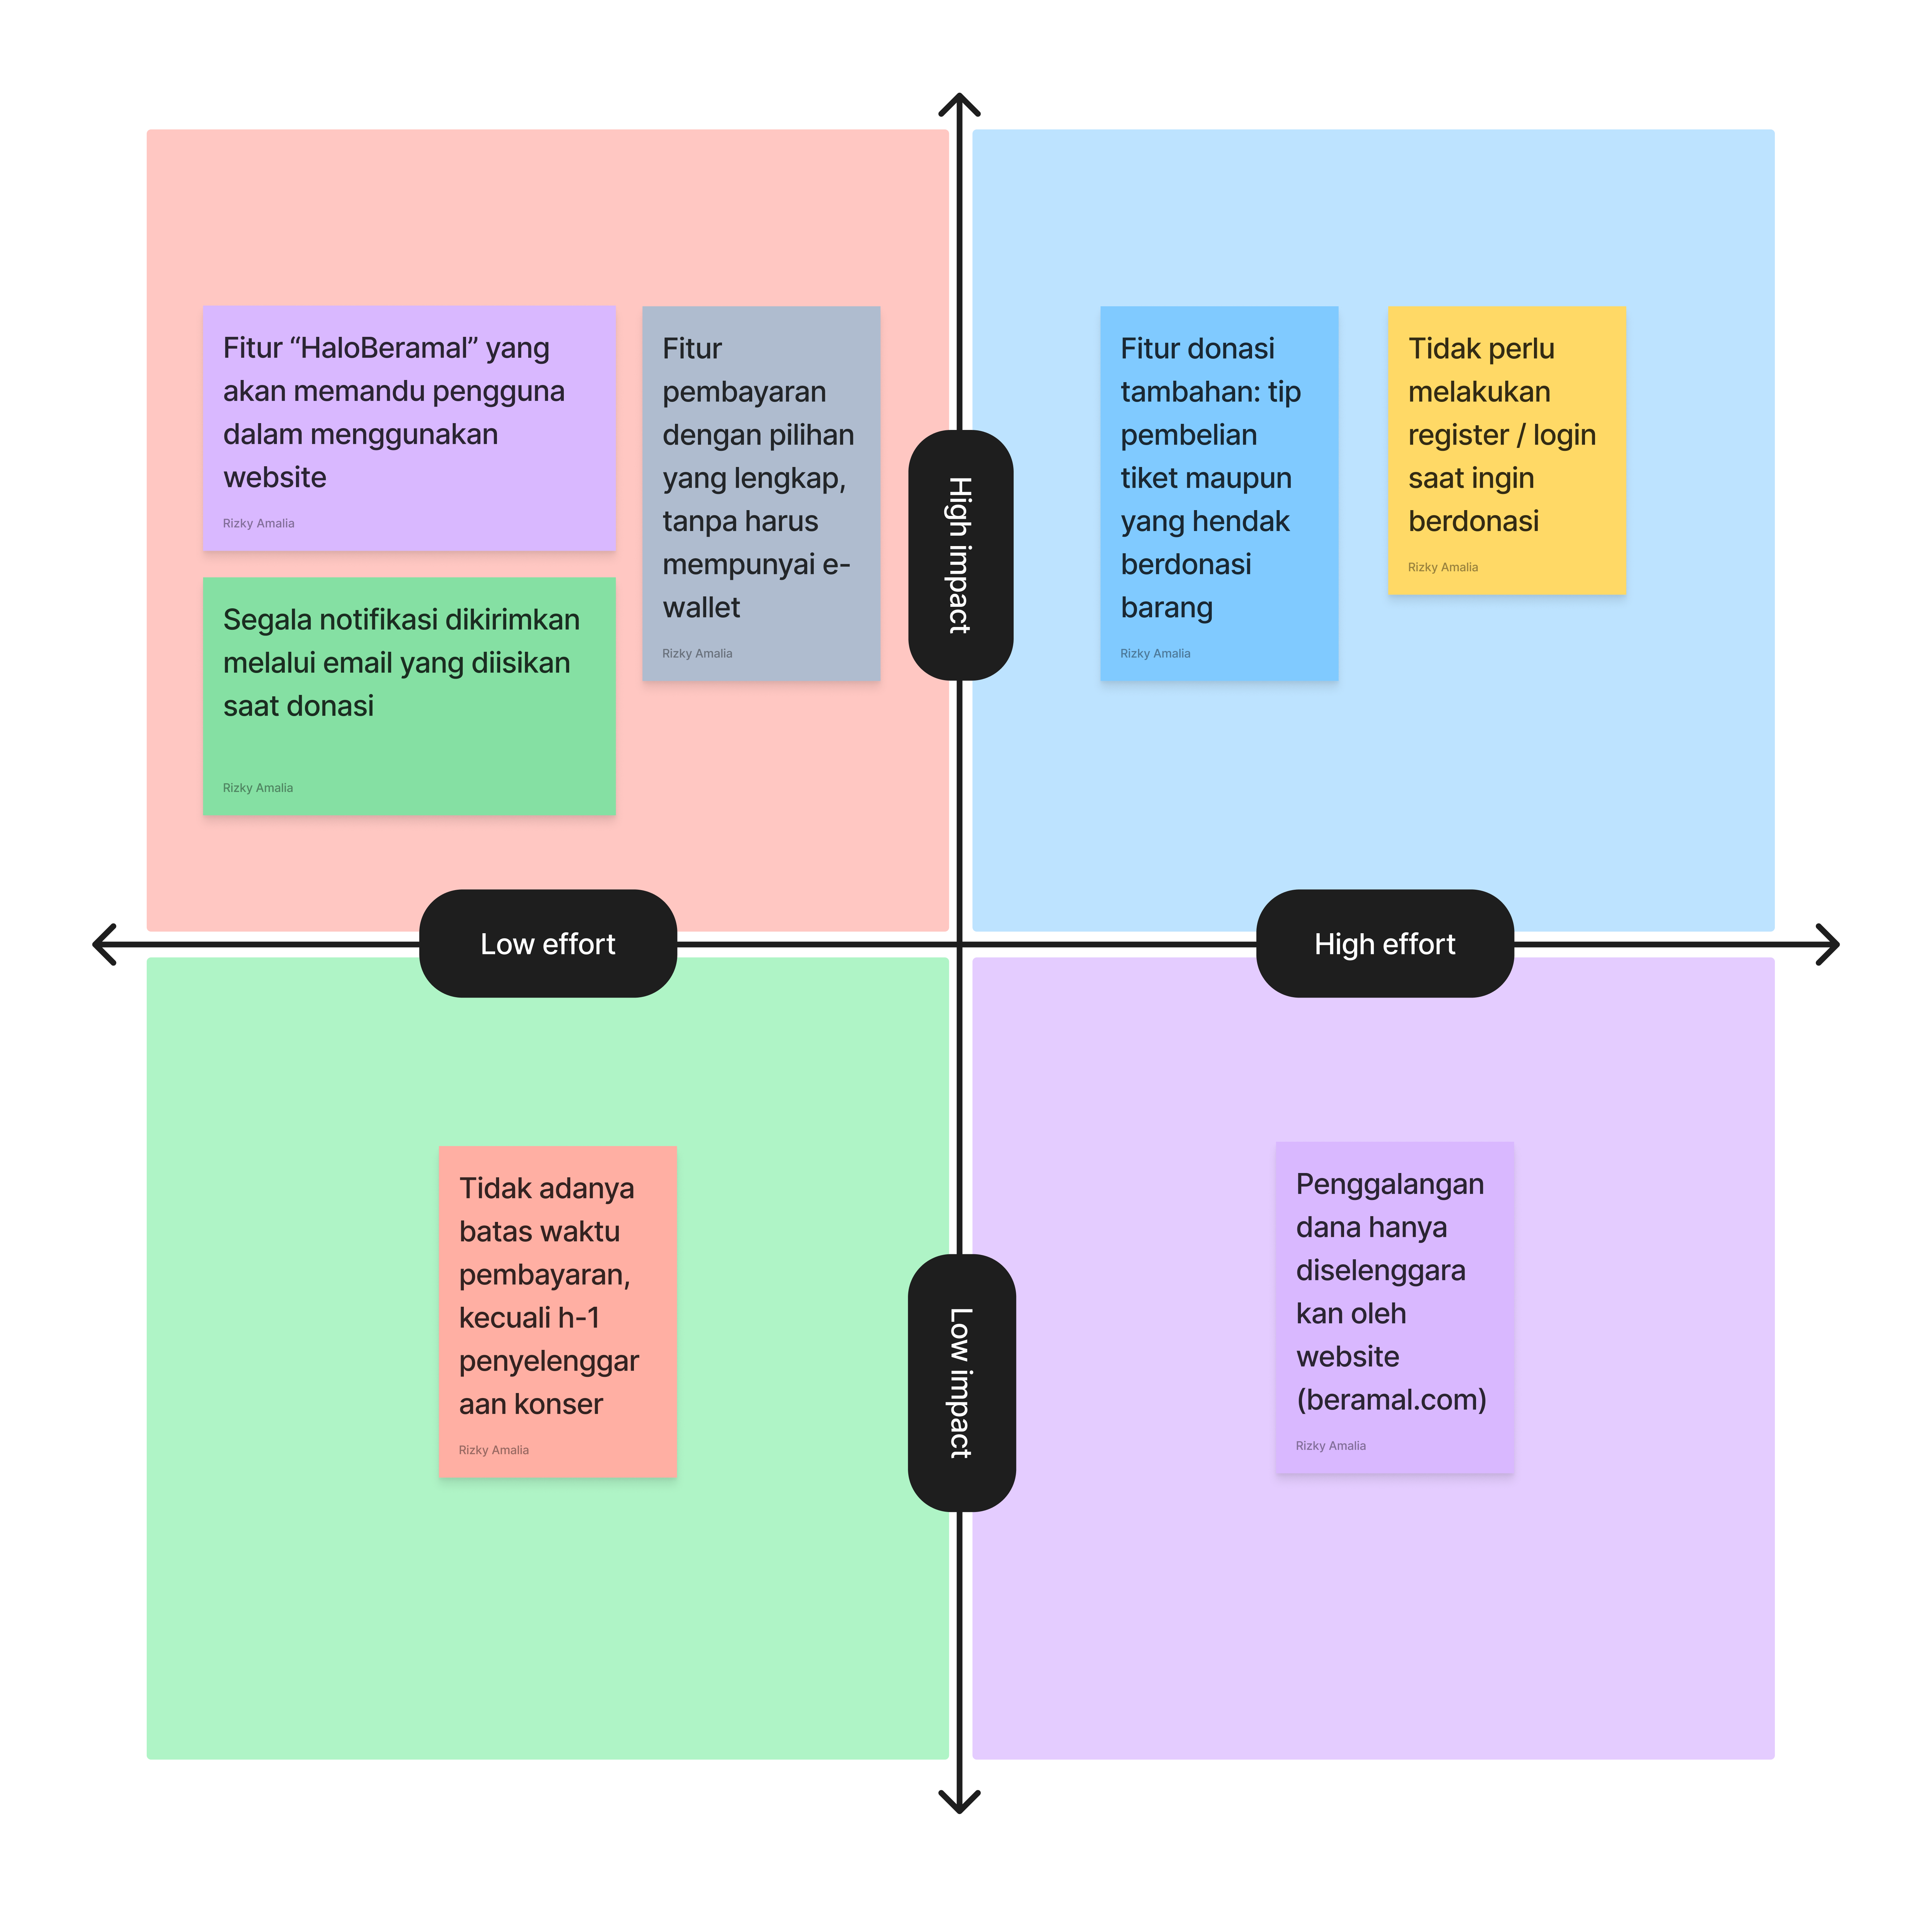 Fitur “HaloBeramal” yang
akan memandu pengguna
dalam menggunakan
website
Rizky Amalia
Segala notifikasi dikirimkan
melalui email yang diisikan
saat donasi
Rizky Amalia
Fitur
pembayaran
dengan pilihan
yang lengkap,
tanpa harus
mempunyai e-
wallet
Rizky Amalia
High impact
Fitur donasi
tambahan: tip
pembelian
tiket maupun
yang hendak
berdonasi
barang
Rizky Amalia
Tidak perlu
melakukan
register / login
saat ingin
berdonasi
Rizky Amalia
Low effort
High effort
Tidak adanya
batas waktu
pembayaran,
kecuali h-1
penyelenggar
aan konser
Rizky Amalia
Low impact
Penggalangan
dana hanya
diselenggara
kan oleh
website
(beramal.com)
Rizky Amalia